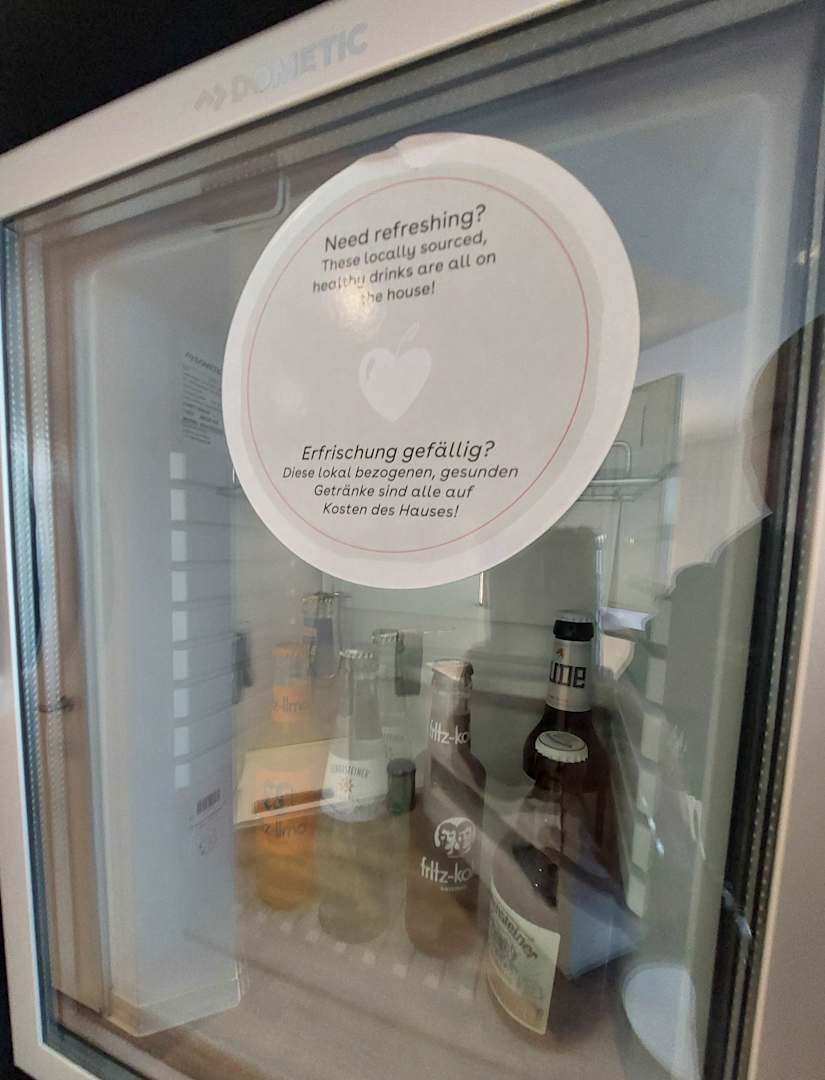 DOMETIC
Need refreshing?
These locally sourced,
healthy drinks are all on
the house!
Erfrischung gefällig?
Diese lokal bezogenen, gesunden
Getränke sind alle auf
Kosten des Hauses!
DOMETIC
fritz-ko
fritz-ko